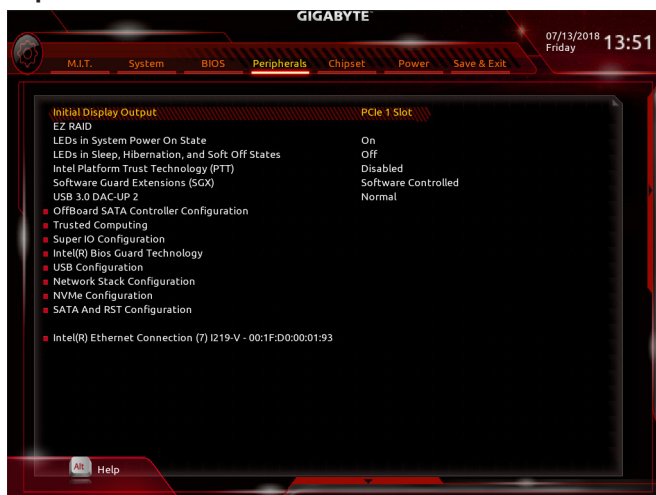 GIGABYTE
07/13/2018 13:51
Friday
M.I.T. System BIOS Peripherals Chipset Power Save & Exit
Initial Display Output PCIe 1 Slot
EZ RAID
LEDs in System Power On State On
LEDs in Sleep, Hibernation, and Soft Off States Off
Intel Platform Trust Technology (PTT) Disabled
Software Guard Extensions (SGX) Software Controlled
USB 3.0 DAC-UP 2 Normal
OffBoard SATA Controller Configuration
Trusted Computing
Super IO Configuration
Intel(R) Bios Guard Technology
USB Configuration
Network Stack Configuration
NVMe Configuration
SATA And RST Configuration
Intel(R) Ethernet Connection (7) I219-V - 00:1F:D0:00:01:93
Alt Help